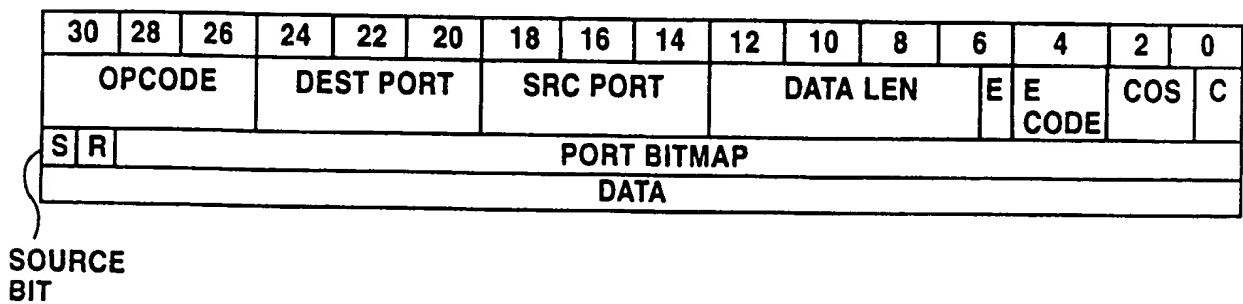 30 28 26 24 22 20 18 16 14 12 10 8 6 4 2 0
OPCODE DEST PORT SRC PORT DATA LEN E E CODE COS C
S R PORT BITMAP
DATA
SOURCE
BIT